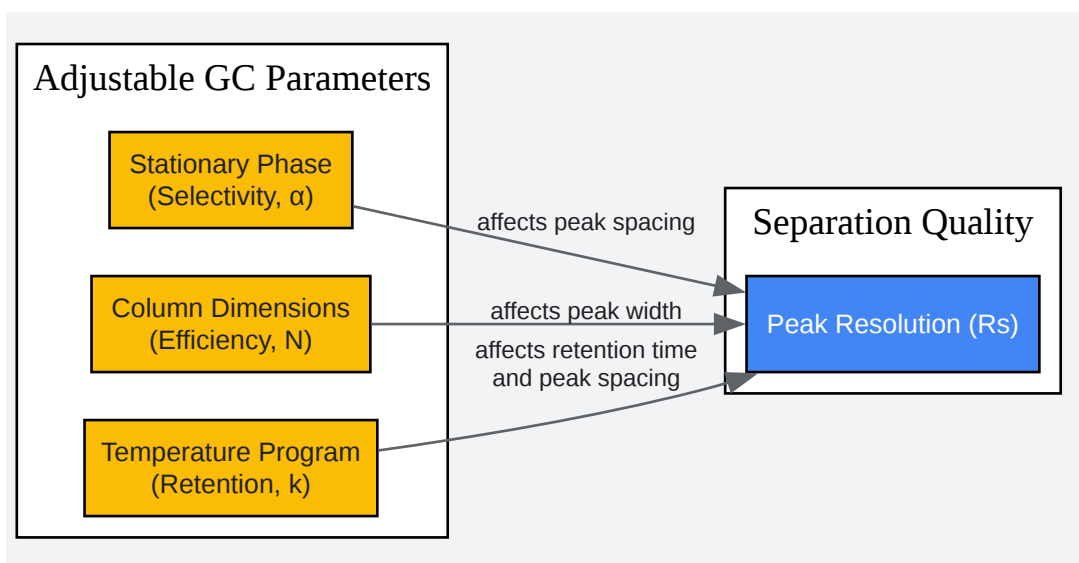 Adjustable GC Parameters
Stationary Phase
(Selectivity, α)
Column Dimensions
(Efficiency, N)
Temperature Program
(Retention, k)
affects peak spacing
affects peak width
affects retention time
and peak spacing
Separation Quality
Peak Resolution (Rs)